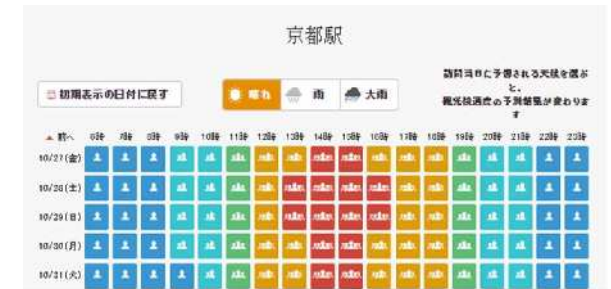 京都駅
訪問当日に予想される天候を選ぶ
と、
観光快適度の予測結果が変わりま
す
初期表示の日付に戻す
晴れ 雨 大雨
▲ 前へ 6時 7時 8時 9時 10時 11時 12時 13時 14時 15時 16時 17時 18時 19時 20時 21時 22時 23時
10/27(金)
10/28(土)
10/29(日)
10/30(月)
10/31(火)